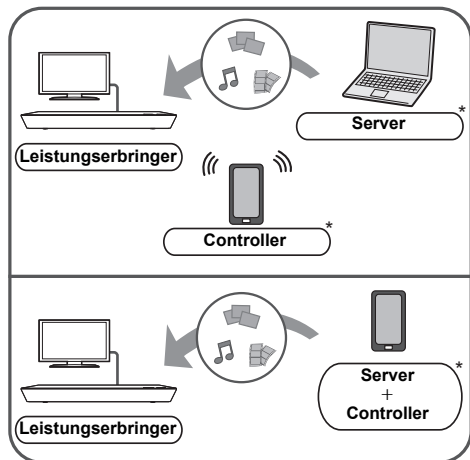 Server
*
Leistungserbringer
Controller
*
Server
+
Controller
*
Leistungserbringer